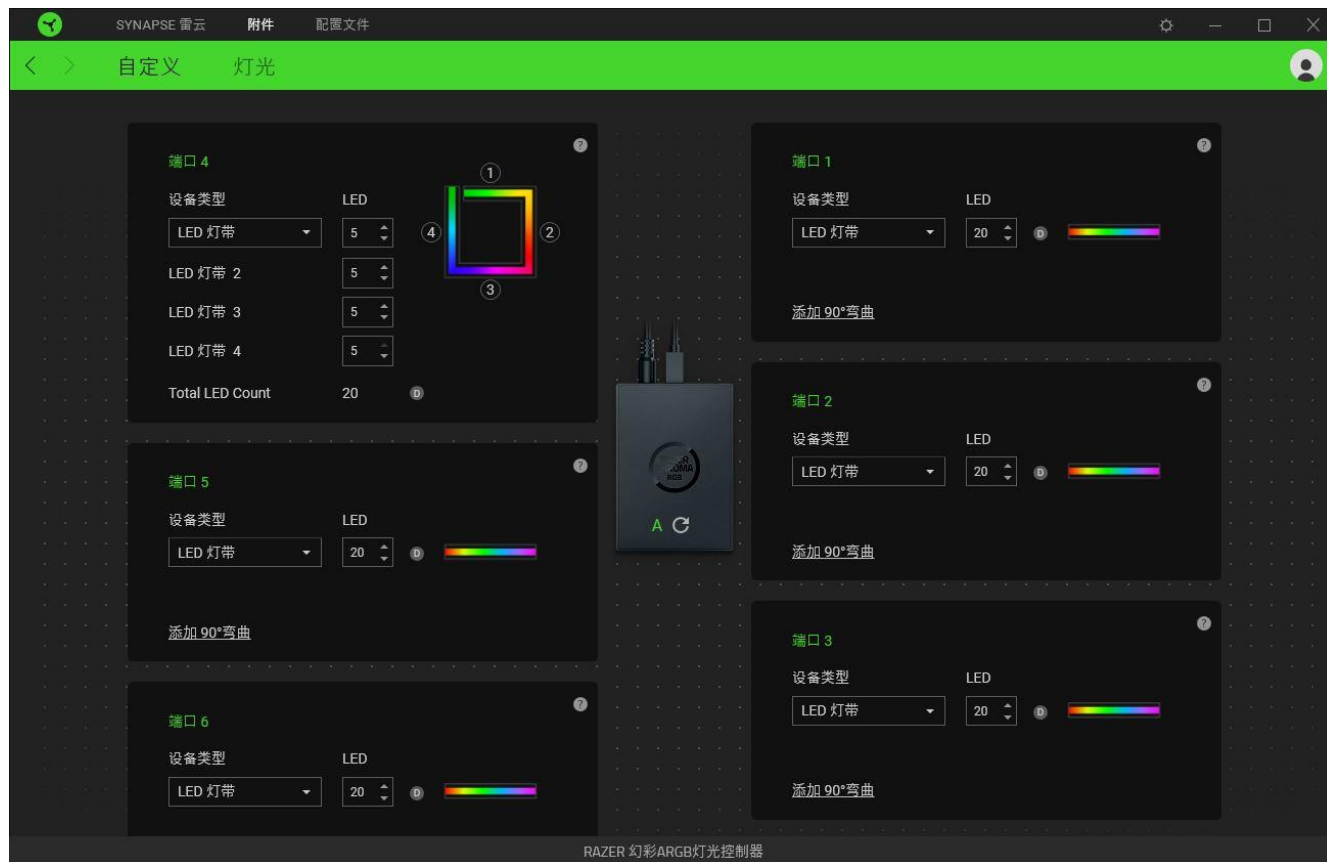 SYNAPSE 雷云 附件 配置文件
自定义 灯光
端口 4
设备类型 LED
LED 灯带 5
LED 灯带 2 5
LED 灯带 3 5
LED 灯带 4 5
Total LED Count 20 D
1
2
3
4
端口 5
设备类型 LED
LED 灯带 20 D
添加 90°弯曲
端口 6
设备类型 LED
LED 灯带 20 D
A
端口 1
设备类型 LED
LED 灯带 20 D
添加 90°弯曲
端口 2
设备类型 LED
LED 灯带 20 D
添加 90°弯曲
端口 3
设备类型 LED
LED 灯带 20 D
添加 90°弯曲
RAZER 幻彩ARGB灯光控制器